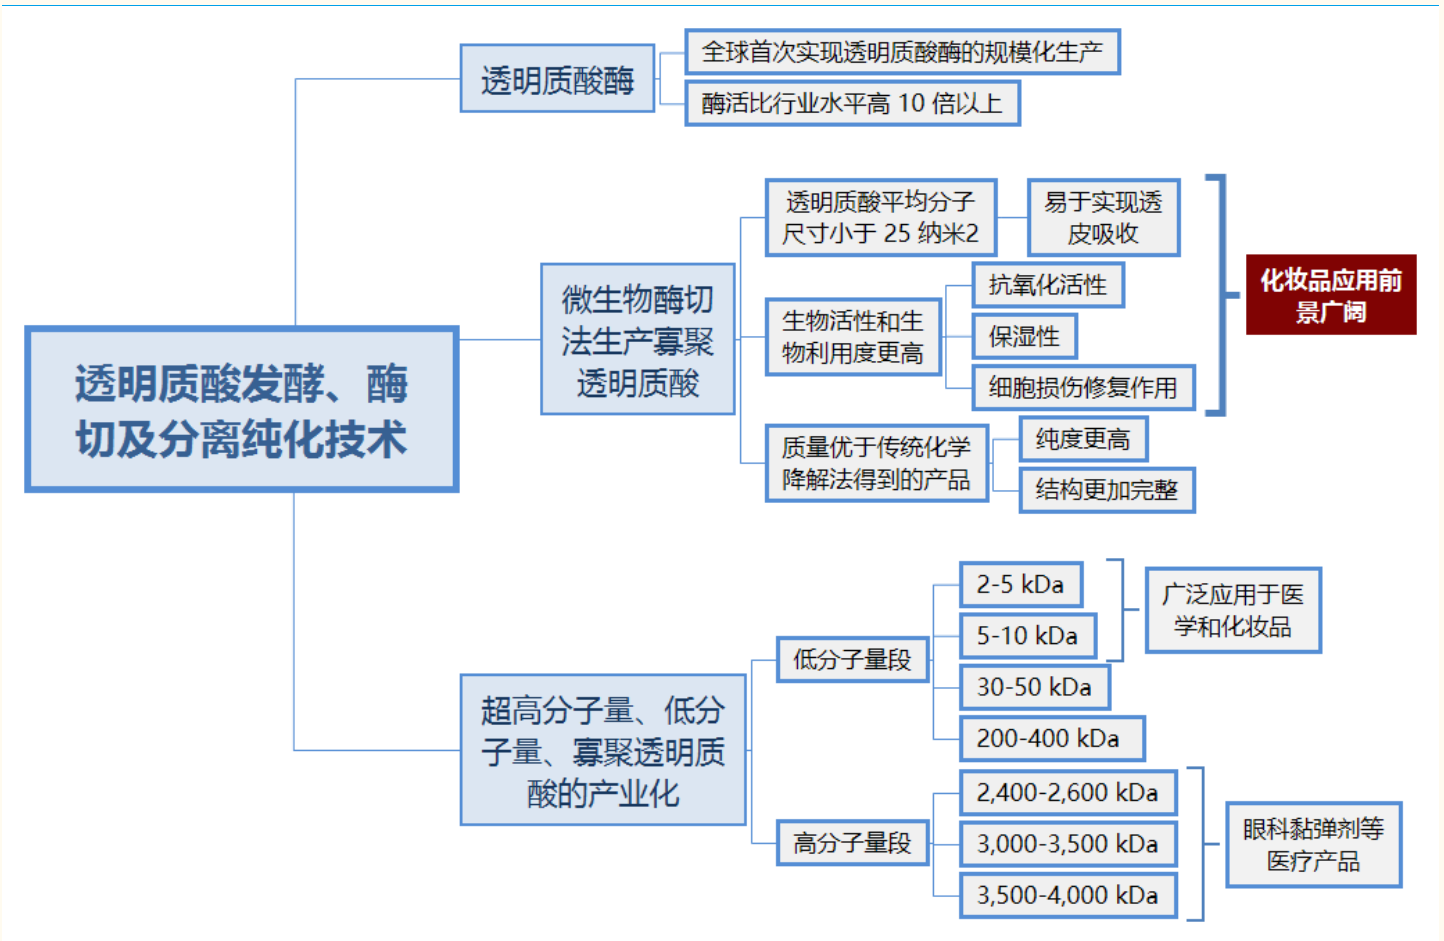 透明质酸发酵、酶
切及分离纯化技术
透明质酸酶
全球首次实现透明质酸酶的规模化生产
酶活比行业水平高 10 倍以上
微生物酶切
法生产寡聚
透明质酸
透明质酸平均分子
尺寸小于 25 纳米2
易于实现透
皮吸收
生物活性和生
物利用度更高
抗氧化活性
保湿性
细胞损伤修复作用
化妆品应用前
景广阔
质量优于传统化学
降解法得到的产品
纯度更高
结构更加完整
超高分子量、低分
子量、寡聚透明质
酸的产业化
低分子量段
2-5 kDa
5-10 kDa
30-50 kDa
200-400 kDa
广泛应用于医
学和化妆品
高分子量段
2,400-2,600 kDa
3,000-3,500 kDa
3,500-4,000 kDa
眼科黏弹剂等
医疗产品